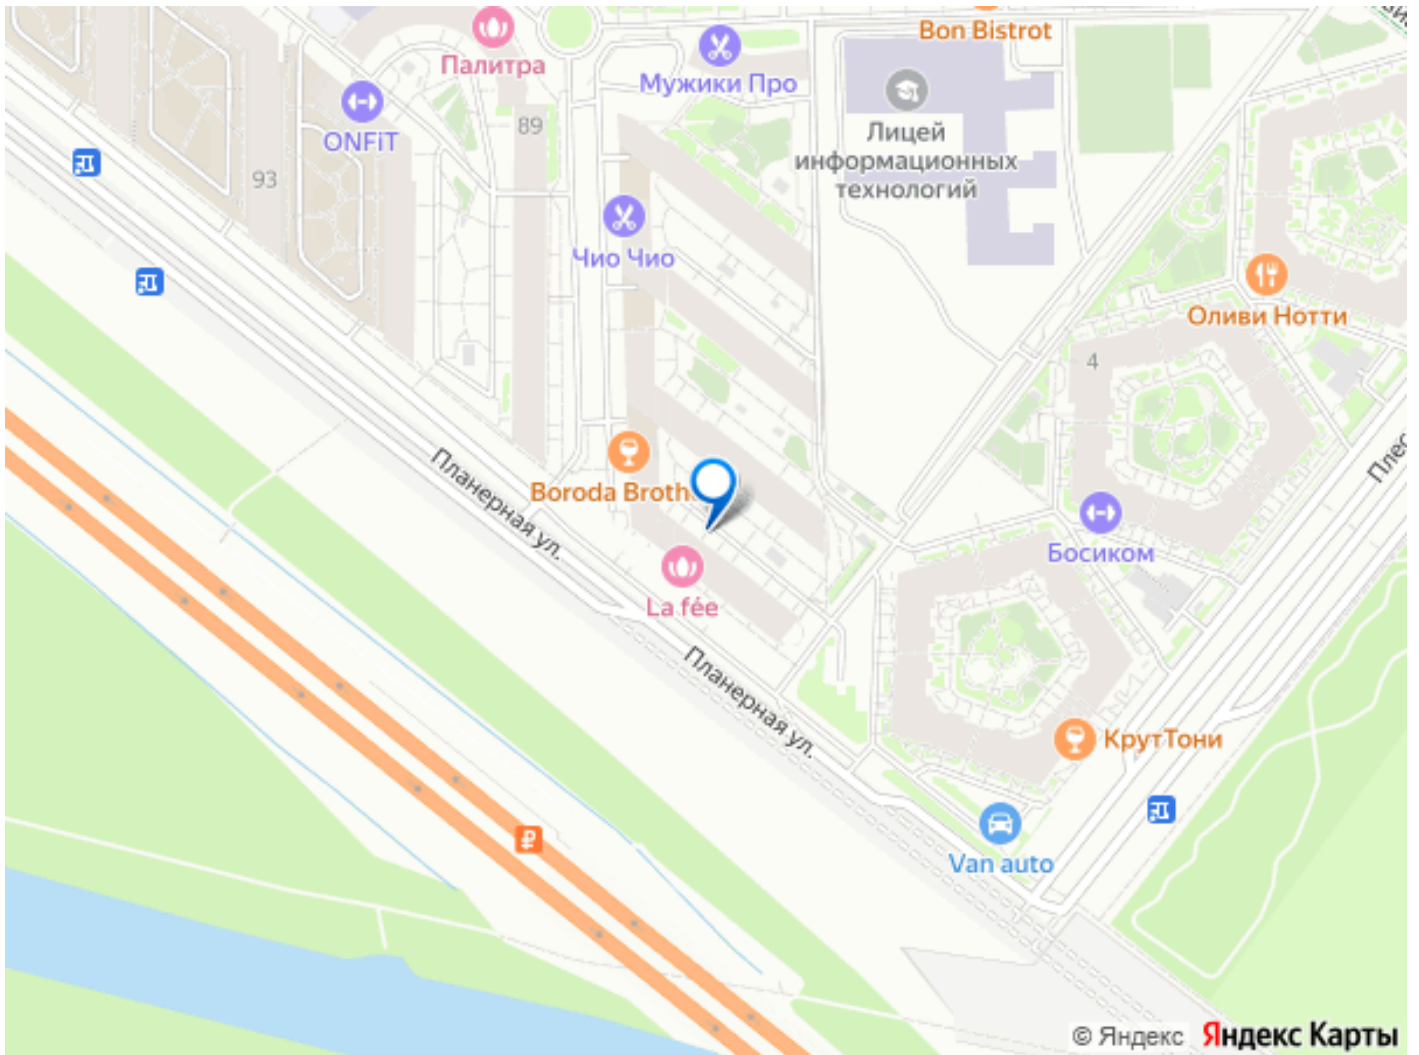 Bon Bistrot
Палитра
Мужики Про
ONFiT
89
Лицей
информационных
технологий
93
Чио Чио
Оливи Нотти
4
Boroda Broth
Планерная ул.
Босиком
La fée
Планерная ул.
КрутТони
Van auto
© Яндекс
Яндекс Карты